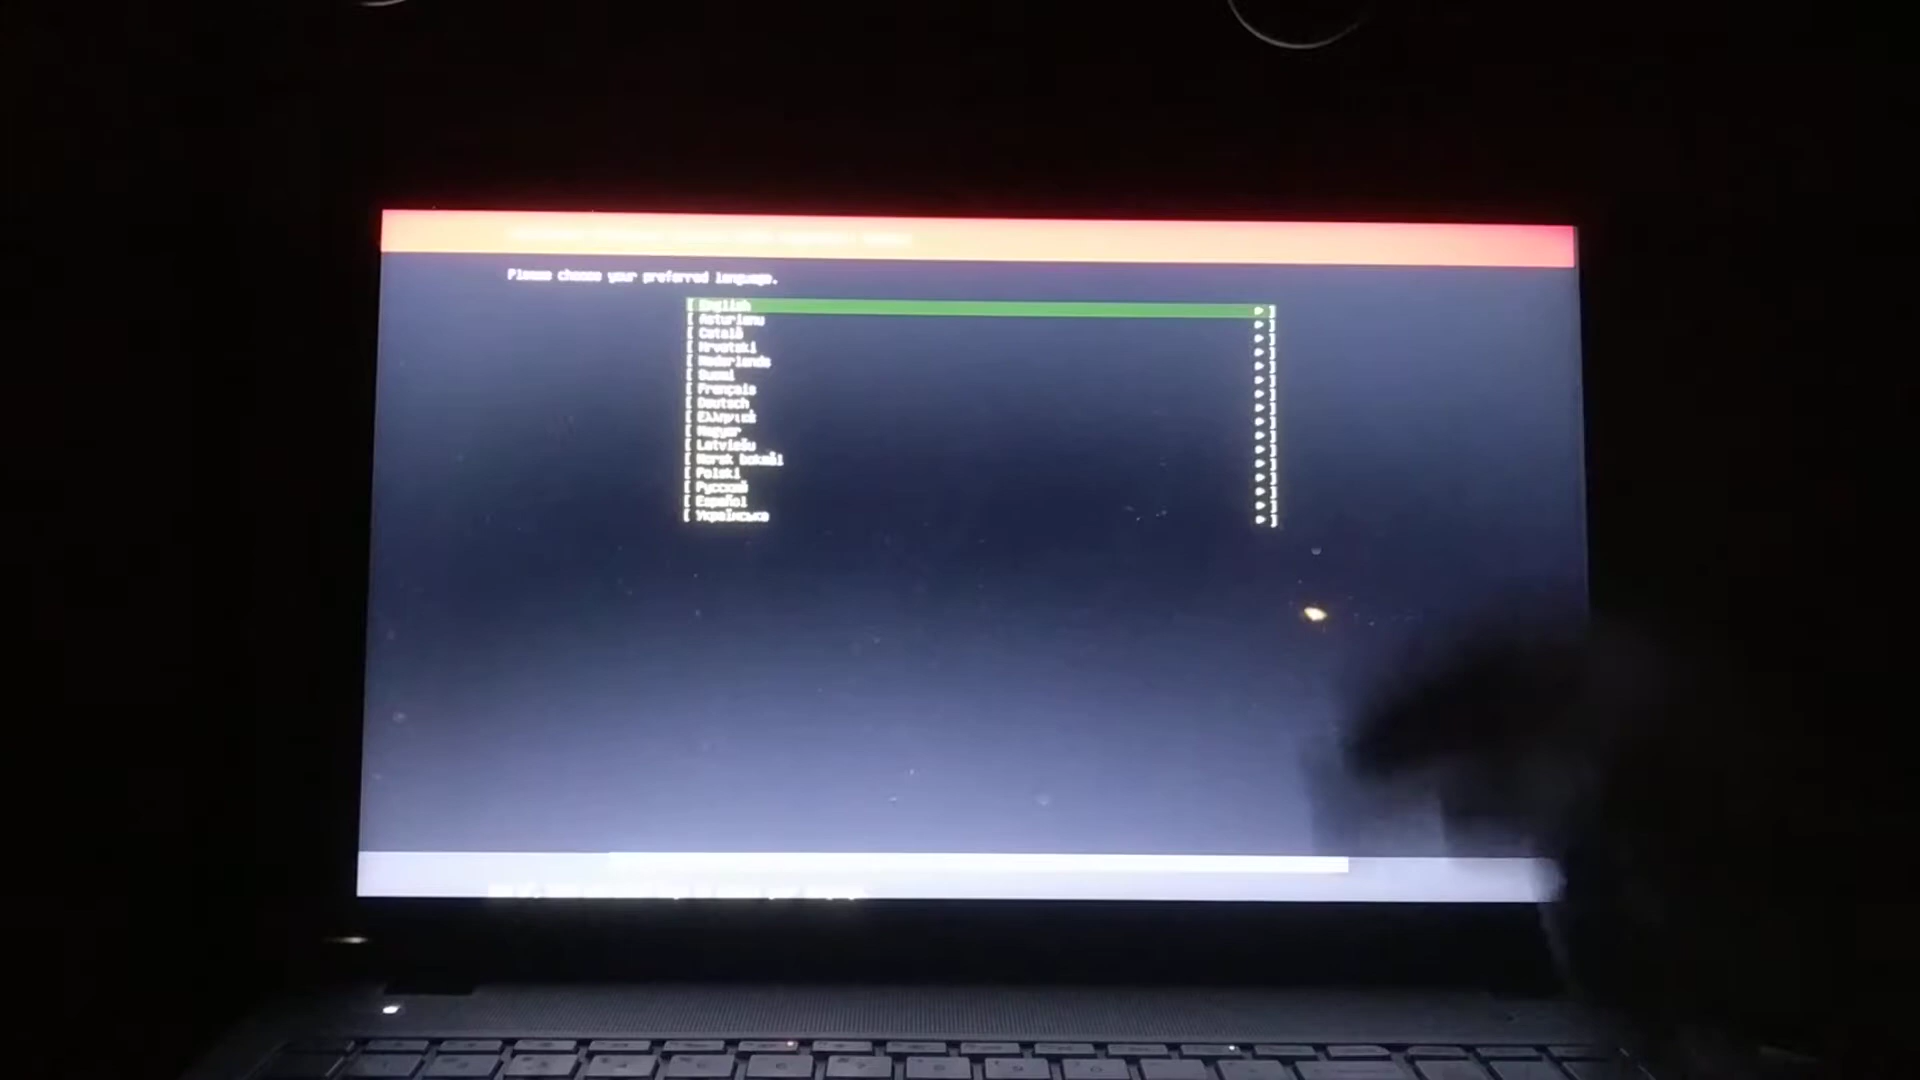 Please choose your preferred language.
[ English ► ]
[ Asturianu ► ]
[ Català ► ]
[ Hrvatski ► ]
[ Nederlands ► ]
[ Suomi ► ]
[ Français ► ]
[ Deutsch ► ]
[ Ελληνικά ► ]
[ Magyar ► ]
[ Latviešu ► ]
[ Norsk bokmål ► ]
[ Polski ► ]
[ Русский ► ]
[ Español ► ]
[ Українська ► ]